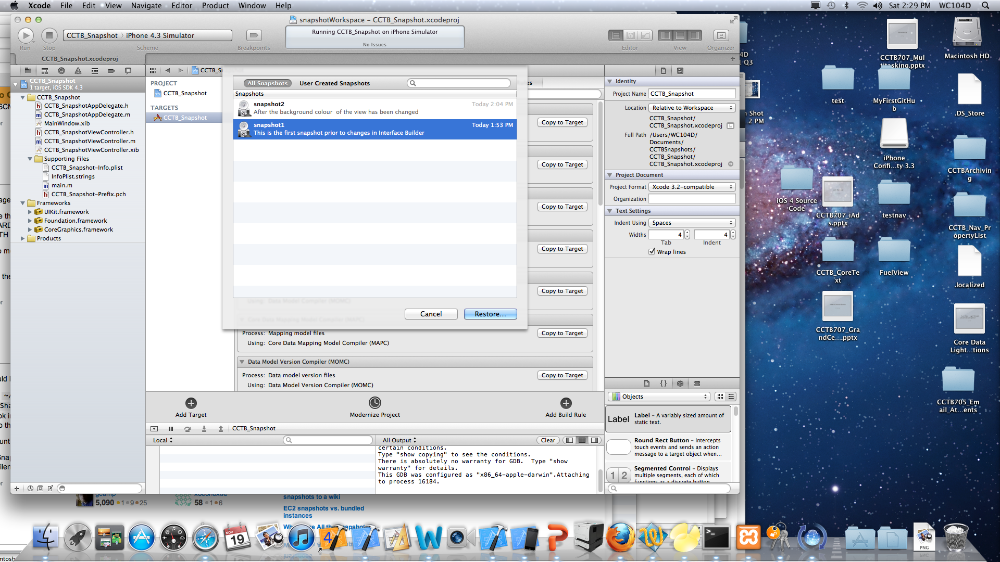 Xcode File Edit View Navigate Editor Product Window Help
Sat 2:29 PM WC104D
snapshotWorkspace – CCTB_Snapshot.xcodeproj
CCTB_Snapshot › iPhone 4.3 Simulator
Running CCTB_Snapshot on iPhone Simulator
No Issues
Run Stop Scheme Breakpoints Editor View Organizer
CCTB_Snapshot.xcodeproj
CCTB_Snapshot
1 target, iOS SDK 4.3
CCTB_Snapshot
CCTB_SnapshotAppDelegate.h
CCTB_SnapshotAppDelegate.m
MainWindow.xib
CCTB_SnapshotViewController.h
CCTB_SnapshotViewController.m
CCTB_SnapshotViewController.xib
Supporting Files
CCTB_Snapshot-Info.plist
InfoPlist.strings
main.m
CCTB_Snapshot-Prefix.pch
Frameworks
UIKit.framework
Foundation.framework
CoreGraphics.framework
Products
PROJECT
CCTB_Snapshot
TARGETS
CCTB_Snapshot
All Snapshots User Created Snapshots
Snapshots
snapshot2 Today 2:04 PM
After the background colour of the view has been changed
snapshot1 Today 1:53 PM
This is the first snapshot prior to changes in Interface Builder
Cancel Restore...
Copy to Target
Copy to Target
Copy to Target
Copy to Target
Copy to Target
Process: Mapping model files Copy to Target
Using: Core Data Mapping Model Compiler (MAPC)
Data Model Version Compiler (MOMC)
Process: Data model version files Copy to Target
Using: Data Model Version Compiler (MOMC)
Add Target Modernize Project Add Build Rule
CCTB_Snapshot
Local All Output Clear
certain conditions.
Type "show copying" to see the conditions.
There is absolutely no warranty for GDB. Type "show
warranty" for details.
This GDB was configured as "x86_64-apple-darwin".Attaching
to process 16184.
Identity
Project Name CCTB_Snapshot
Location Relative to Workspace
CCTB_Snapshot/
CCTB_Snapshot.xcodeproj
Full Path /Users/WC104D/
Documents/
CCTBSnapshots/
CCTB_Snapshot/
CCTB_Snapshot.xcodeproj
Project Document
Project Format Xcode 3.2-compatible
Organization
Text Settings
Indent Using Spaces
Widths 4 4
Tab Indent
Wrap lines
Objects
Label Label – A variably sized amount of
static text.
Round Rect Button – Intercepts
touch events and sends an action
message to a target object when...
1 2 Segmented Control – Displays
multiple segments, each of which
functions as a discrete button
CCTB707_Mul
titasking.pptx
Macintosh HD
test
MyFirstGitHu
b
.DS_Store
iPhone
Confi...ty 3.3
CCTBArchivin
g
iOS 4 Source
Code
CCTB707_iAd
s.pptx
testnav
CCTB_Nav_Pr
opertyList
CCTB_CoreTe
xt
FuelView
.localized
CCTB707_Gra
ndCe....pptx
Core Data
Light...tions
CCTB705_Em
ail_At...ents
gcamp
5,090 1 9 25
58 1 6
snapshots to a wiki
EC2 snapshots vs. bundled
instances
NOV
19
PNG